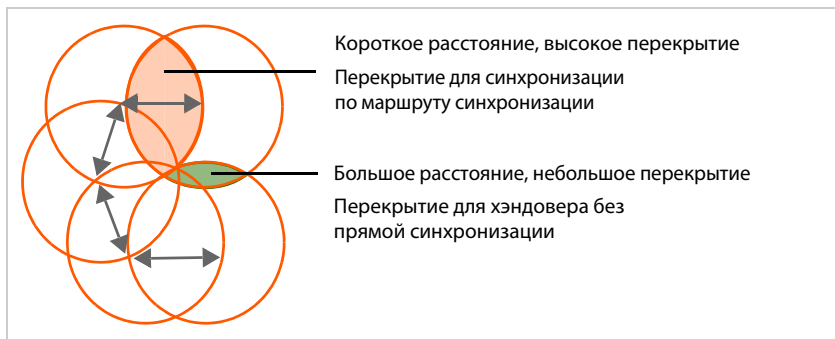 Короткое расстояние, высокое перекрытие
Перекрытие для синхронизации
по маршруту синхронизации
Большое расстояние, небольшое перекрытие
Перекрытие для хэндовера без
прямой синхронизации